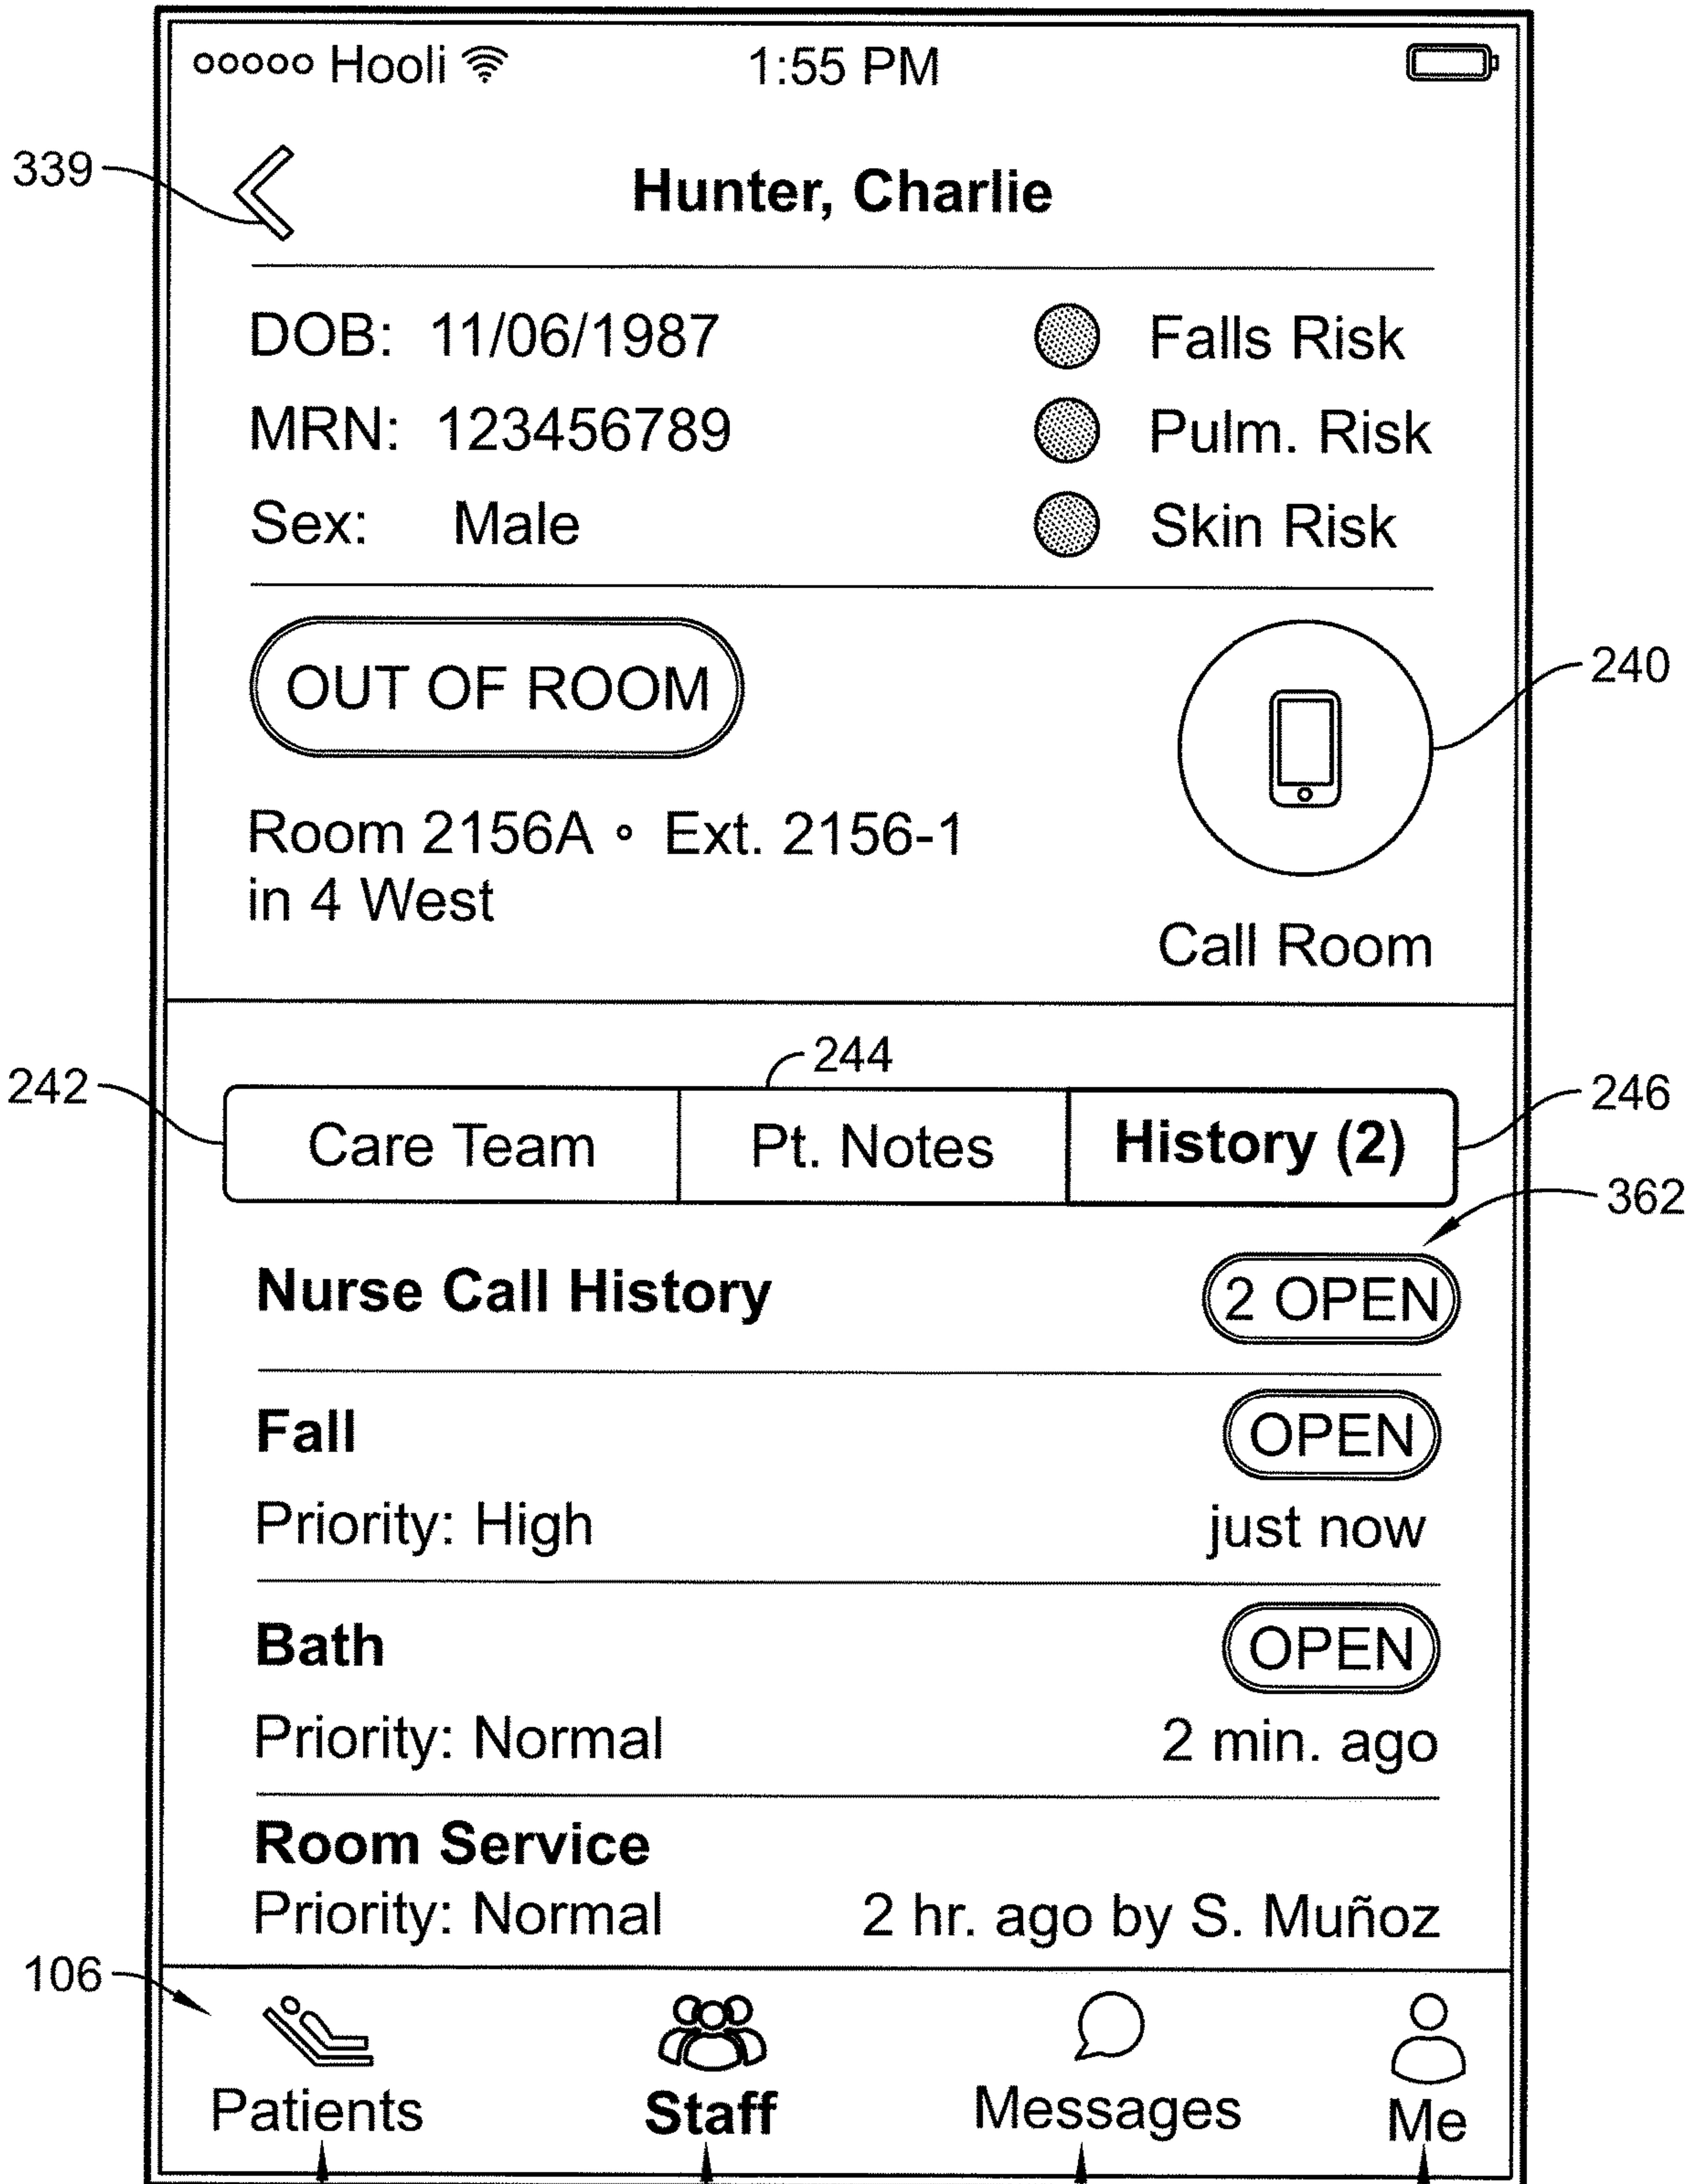 ooooo Hooli 1:55 PM
339
Hunter, Charlie
DOB: 11/06/1987 Falls Risk
MRN: 123456789 Pulm. Risk
Sex: Male Skin Risk
OUT OF ROOM
240
Room 2156A ∘ Ext. 2156-1
in 4 West
Call Room
244
242
246
Care Team Pt. Notes History (2)
362
Nurse Call History 2 OPEN
Fall OPEN
Priority: High just now
Bath OPEN
Priority: Normal 2 min. ago
Room Service
Priority: Normal 2 hr. ago by S. Muñoz
106
Patients Staff Messages Me